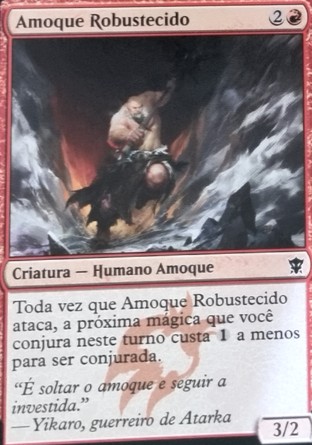 Amoque Robustecido 2
Criatura — Humano Amoque
Toda vez que Amoque Robustecido
ataca, a próxima mágica que você
conjura neste turno custa 1 a menos
para ser conjurada.
“É soltar o amoque e seguir a
investida.”
— Yikaro, guerreiro de Atarka
3/2